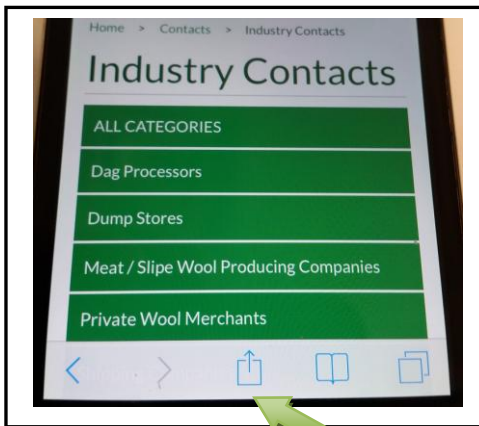 Home > Contacts > Industry Contacts
Industry Contacts
ALL CATEGORIES
Dag Processors
Dump Stores
Meat / Slipe Wool Producing Companies
Private Wool Merchants